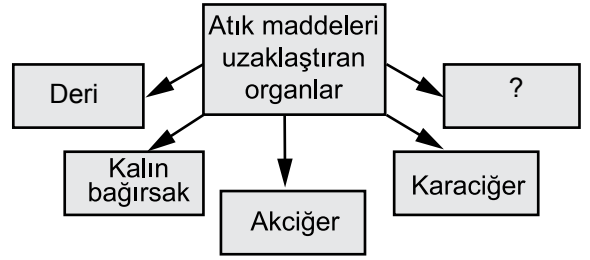 Atık maddeleri
uzaklaştıran
organlar
Deri
?
Kalın
bağırsak
Akciğer
Karaciğer